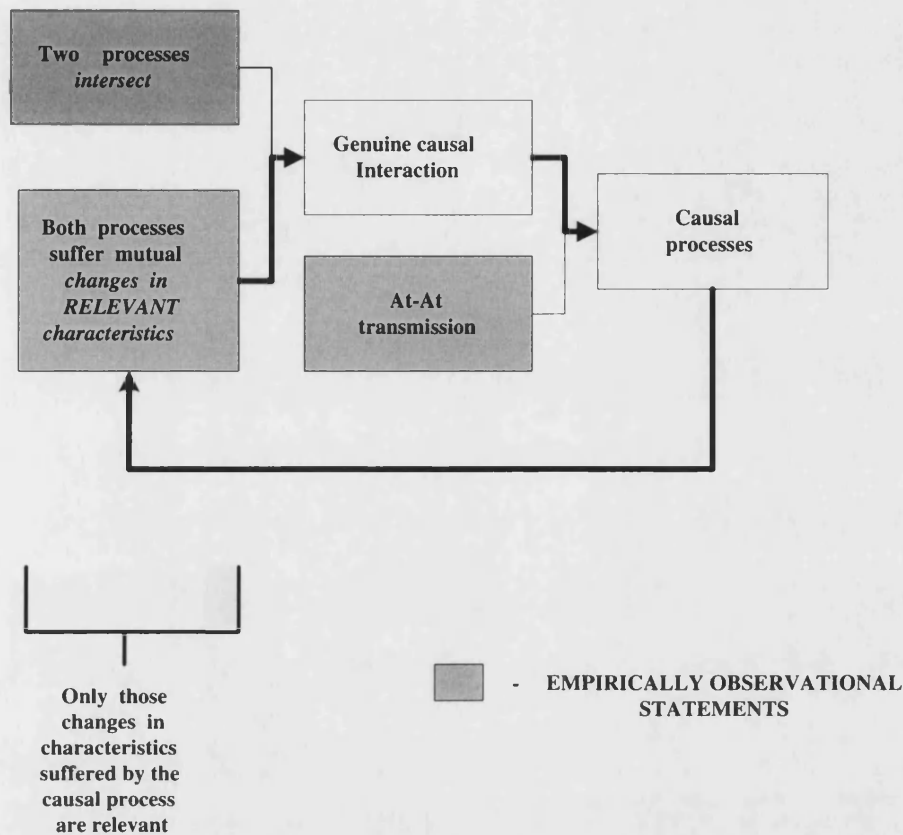 Two processes
intersect
Genuine causal
Interaction
Both processes
suffer mutual
changes in
RELEVANT
characteristics
At-At
transmission
Causal
processes
Only those
changes in
characteristics
suffered by the
causal process
are relevant
- EMPIRICALLY OBSERVATIONAL
STATEMENTS